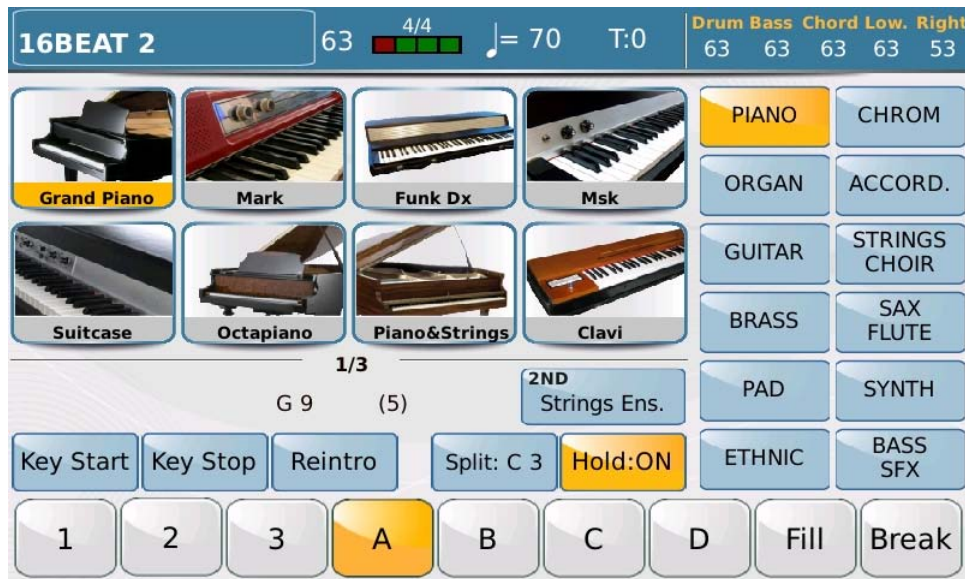 16BEAT 2
63
4/4
= 70
T:0
Drum Bass Chord Low. Right
63 63 63 63 53
Grand Piano
Mark
Funk Dx
Msk
PIANO
CHROM
ORGAN
ACCORD.
Suitcase
Octapiano
Piano&Strings
Clavi
GUITAR
STRINGS
CHOIR
BRASS
SAX
FLUTE
1/3
G 9 (5)
2ND
Strings Ens.
PAD
SYNTH
Key Start
Key Stop
Reintro
Split: C 3
Hold:ON
ETHNIC
BASS
SFX
1
2
3
A
B
C
D
Fill
Break